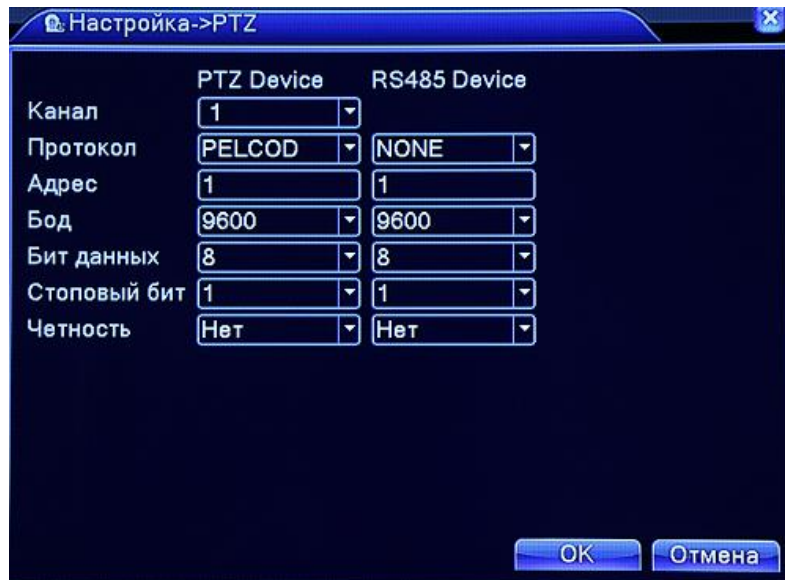 Настройка->PTZ
PTZ Device RS485 Device
Канал 1
Протокол PELCOD NONE
Адрес 1 1
Бод 9600 9600
Бит данных 8 8
Стоповый бит 1 1
Четность Нет Нет
OK Отмена